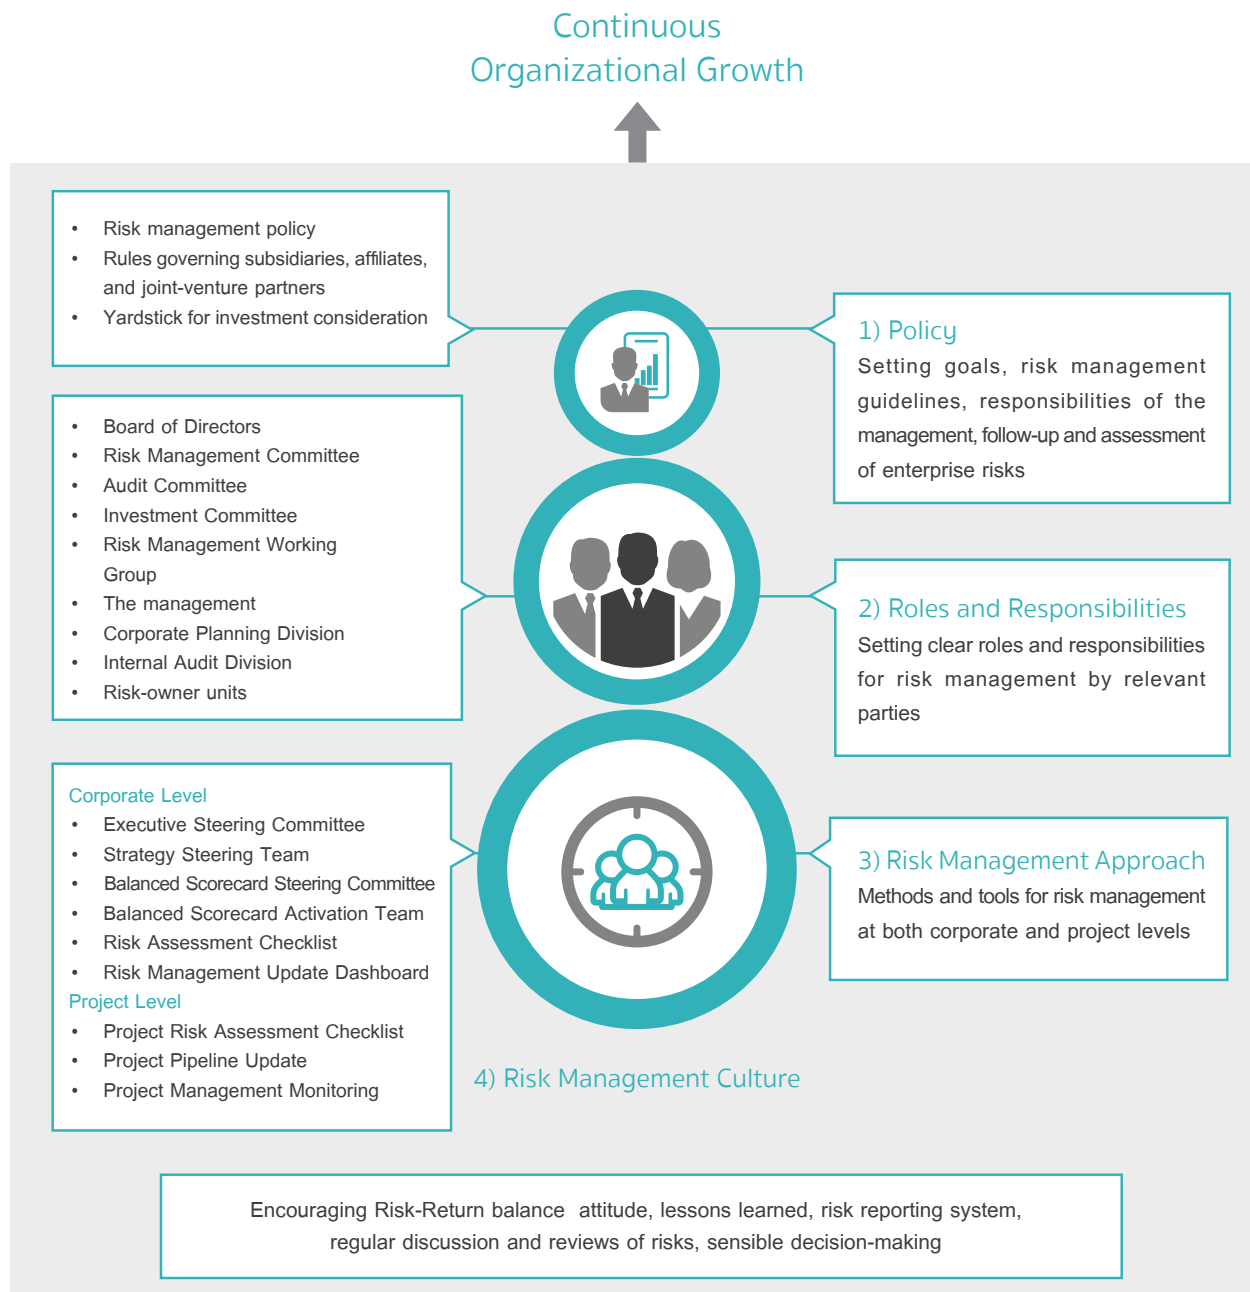 Continuous
Organizational Growth
• Risk management policy
• Rules governing subsidiaries, affiliates,
and joint-venture partners
• Yardstick for investment consideration
1) Policy
Setting goals, risk management
guidelines, responsibilities of the
management, follow-up and assessment
of enterprise risks
• Board of Directors
• Risk Management Committee
• Audit Committee
• Investment Committee
• Risk Management Working
Group
• The management
• Corporate Planning Division
• Internal Audit Division
• Risk-owner units
2) Roles and Responsibilities
Setting clear roles and responsibilities
for risk management by relevant
parties
Corporate Level
• Executive Steering Committee
• Strategy Steering Team
• Balanced Scorecard Steering Committee
• Balanced Scorecard Activation Team
• Risk Assessment Checklist
• Risk Management Update Dashboard
Project Level
• Project Risk Assessment Checklist
• Project Pipeline Update
• Project Management Monitoring
3) Risk Management Approach
Methods and tools for risk management
at both corporate and project levels
4) Risk Management Culture
Encouraging Risk-Return balance attitude, lessons learned, risk reporting system,
regular discussion and reviews of risks, sensible decision-making